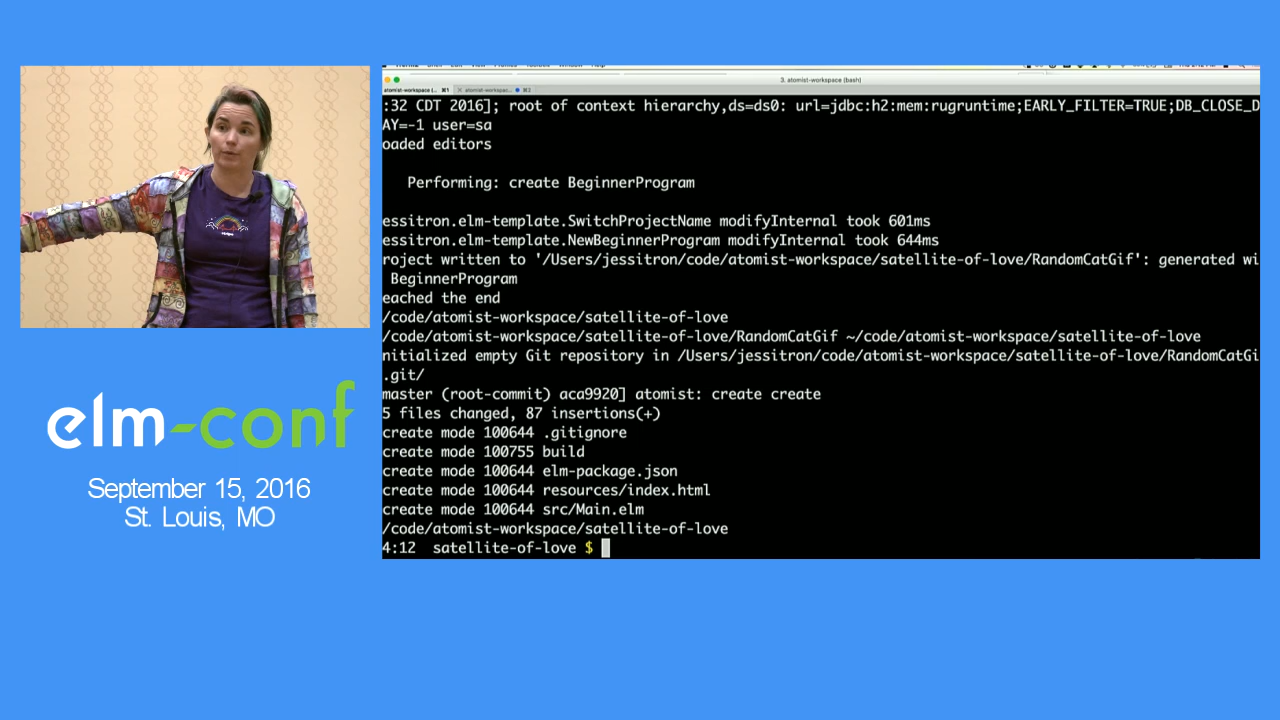 3. atomist-workspace (bash)
atomist-workspace (... ⌘1 × atomist-workspac... ⌘2
:32 CDT 2016]; root of context hierarchy,ds=ds0: url=jdbc:h2:mem:rugruntime;EARLY_FILTER=TRUE;DB_CLOSE_D
AY=-1 user=sa
oaded editors
Performing: create BeginnerProgram
essitron.elm-template.SwitchProjectName modifyInternal took 601ms
essitron.elm-template.NewBeginnerProgram modifyInternal took 644ms
roject written to '/Users/jessitron/code/atomist-workspace/satellite-of-love/RandomCatGif': generated wi
BeginnerProgram
eached the end
/code/atomist-workspace/satellite-of-love
/code/atomist-workspace/satellite-of-love/RandomCatGif ~/code/atomist-workspace/satellite-of-love
nitialized empty Git repository in /Users/jessitron/code/atomist-workspace/satellite-of-love/RandomCatGi
.git/
master (root-commit) aca9920] atomist: create create
5 files changed, 87 insertions(+)
create mode 100644 .gitignore
create mode 100755 build
create mode 100644 elm-package.json
create mode 100644 resources/index.html
create mode 100644 src/Main.elm
/code/atomist-workspace/satellite-of-love
4:12 satellite-of-love $
elm-conf
September 15, 2016
St. Louis, MO